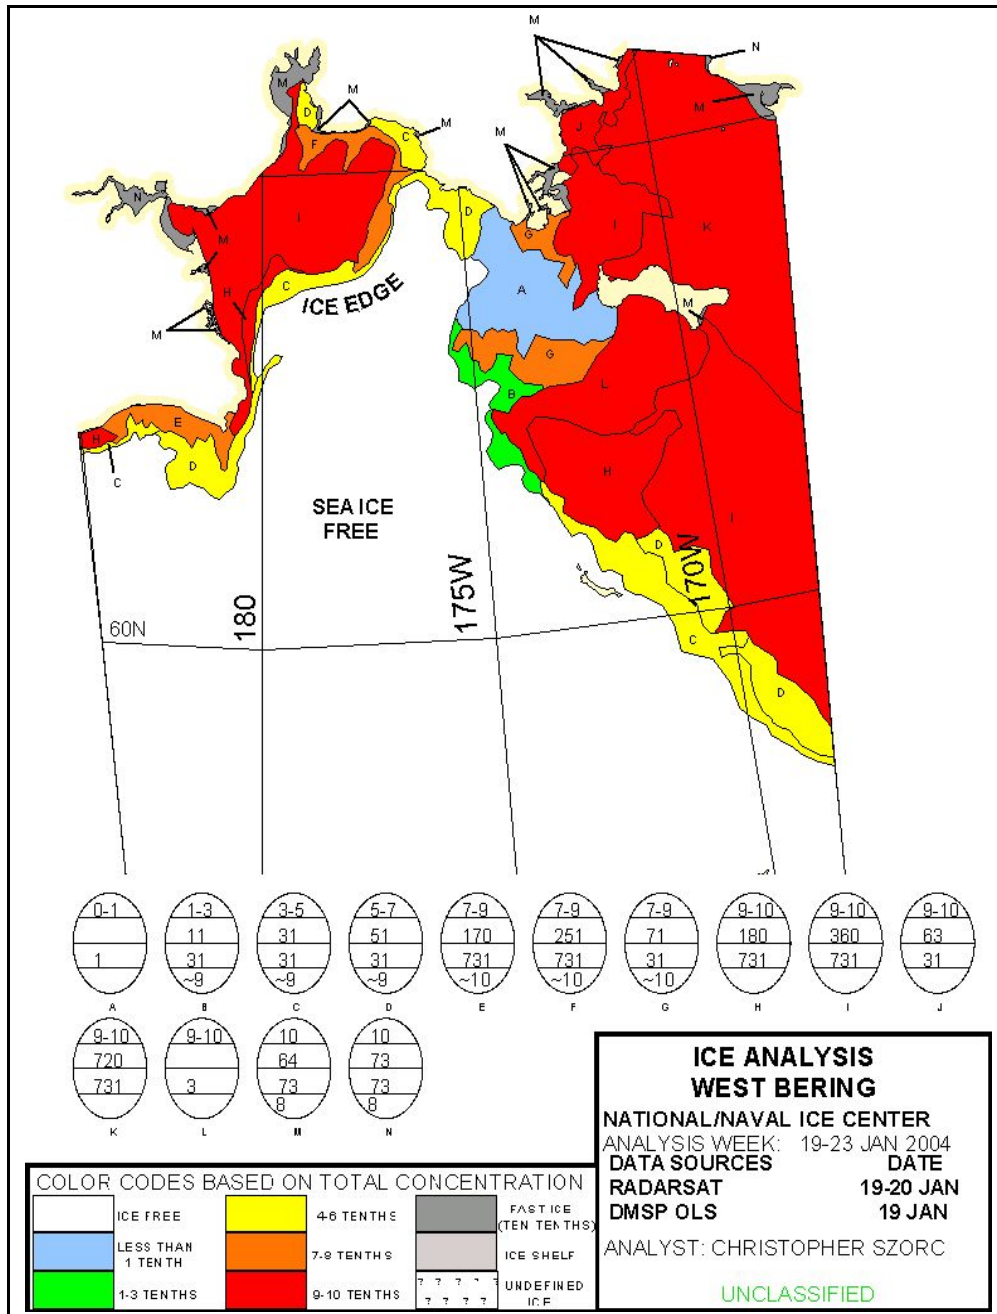 M
N
M
M
M
D
M
C
M
F
J
M
N
I
D
G
I
K
M
H
C
ICE EDGE
A
M
M
G
L
B
E
H
D
C
H
SEA ICE
FREE
I
D
180
175W
170W
60N
C
D
0-1 1-3 3-5 5-7 7-9 7-9 7-9 9-10 9-10 9-10
11 31 51 170 251 71 180 360 63
1 31 31 31 731 731 31 731 731 31
~9 ~9 ~9 ~10 ~10 ~10
A B C D E F G H I J
9-10 9-10 10 10
720 64 73
731 3 73 73
8 8
K L M N
ICE ANALYSIS
WEST BERING
NATIONAL/NAVAL ICE CENTER
ANALYSIS WEEK: 19-23 JAN 2004
DATA SOURCES DATE
RADARSAT 19-20 JAN
DMSP OLS 19 JAN
ANALYST: CHRISTOPHER SZORC
UNCLASSIFIED
COLOR CODES BASED ON TOTAL CONCENTRATION
ICE FREE
4-6 TENTHS
FAST ICE
(TEN TENTHS)
LESS THAN
1 TENTH
7-8 TENTHS
ICE SHELF
1-3 TENTHS
9-10 TENTHS
? ? ? ? ?
? ? ? ?
UNDEFINED
ICE